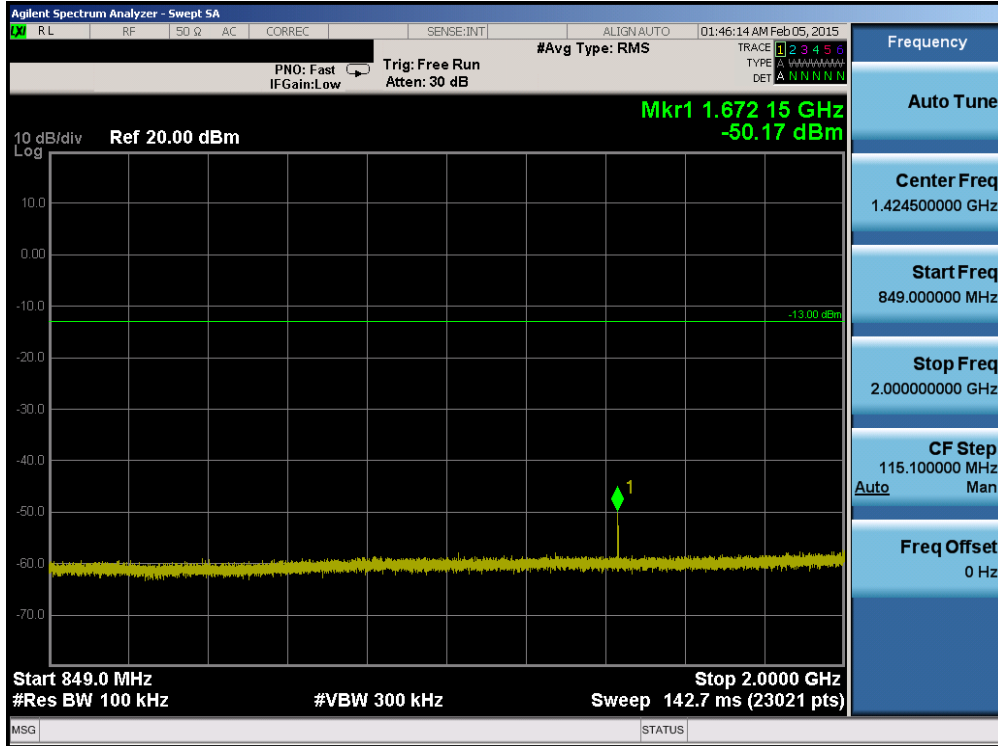 Agilent Spectrum Analyzer - Swept SA
LXI RL RF 50 Ω AC CORREC SENSE:INT ALIGN AUTO 01:46:14 AM Feb 05, 2015
#Avg Type: RMS TRACE 1 2 3 4 5 6
PNO: Fast Trig: Free Run TYPE A WWWWW
IFGain:Low Atten: 30 dB DET A N N N N N
Mkr1 1.672 15 GHz
-50.17 dBm
10 dB/div Ref 20.00 dBm
Log
10.0
0.00
-10.0
-13.00 dBm
-20.0
-30.0
-40.0
1
-50.0
-60.0
-70.0
Start 849.0 MHz Stop 2.0000 GHz
#Res BW 100 kHz #VBW 300 kHz Sweep 142.7 ms (23021 pts)
MSG STATUS
Frequency
Auto Tune
Center Freq
1.424500000 GHz
Start Freq
849.000000 MHz
Stop Freq
2.000000000 GHz
CF Step
115.100000 MHz
Auto Man
Freq Offset
0 Hz